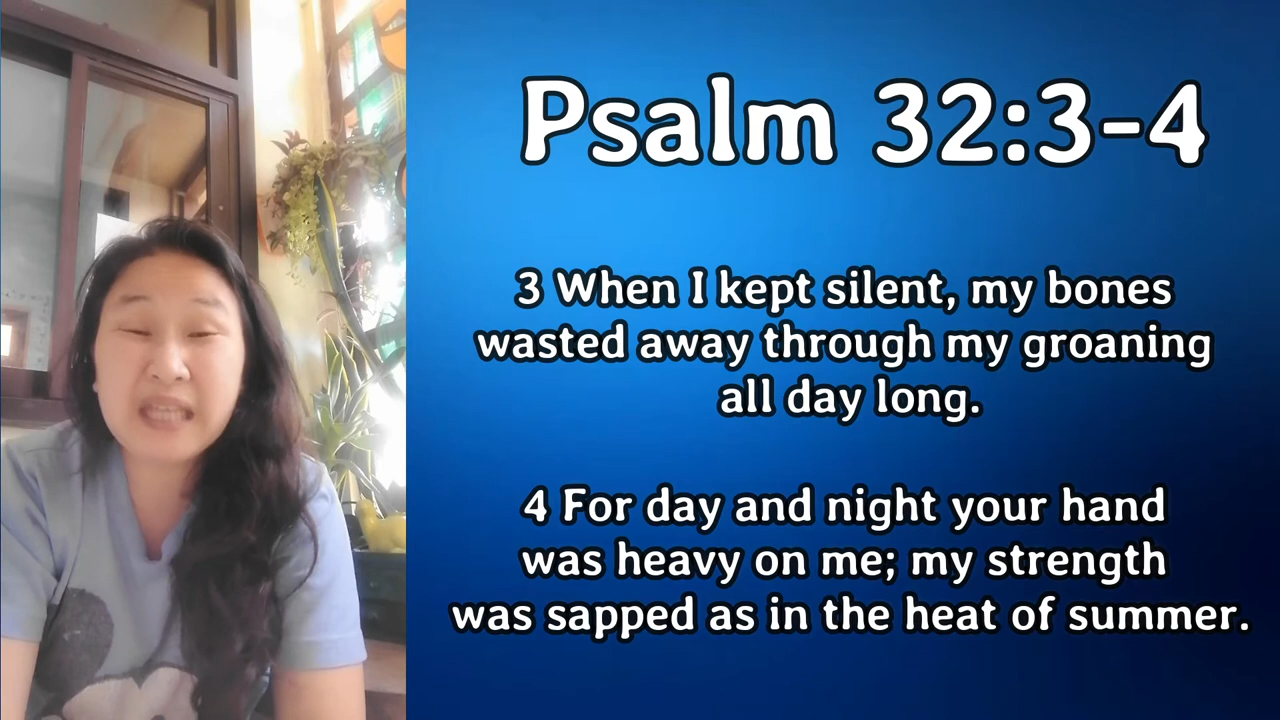 Psalm 32:3-4
3 When I kept silent, my bones
wasted away through my groaning
all day long.
4 For day and night your hand
was heavy on me; my strength
was sapped as in the heat of summer.